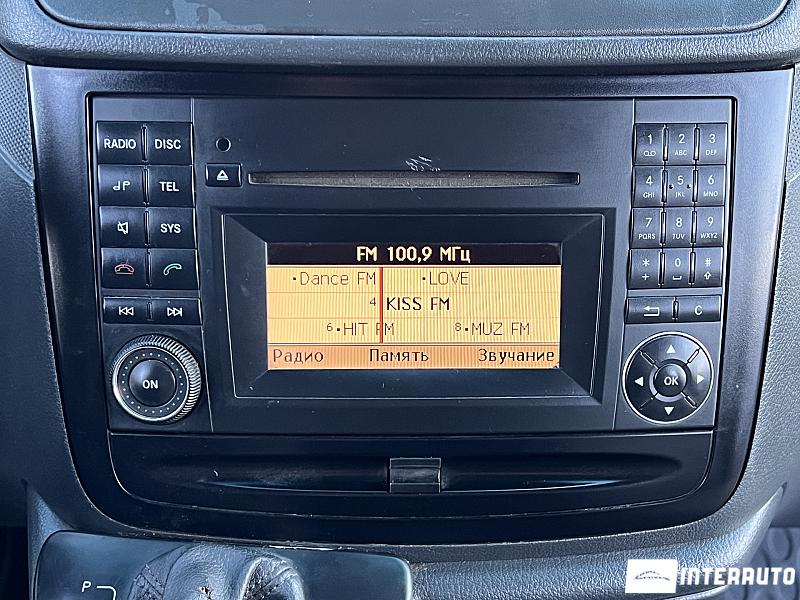 RADIO DISC
TEL
SYS
ON
FM 100,9 МГц
•Dance FM •LOVE
4 KISS FM
6•HIT FM 8•MUZ FM
Радио Память Звучание
1 2 ABC 3 DEF
4 GHI 5 JKL 6 MNO
7 PQRS 8 TUV 9 WXYZ
* + 0 #
C
OK
P
INTERAUTO